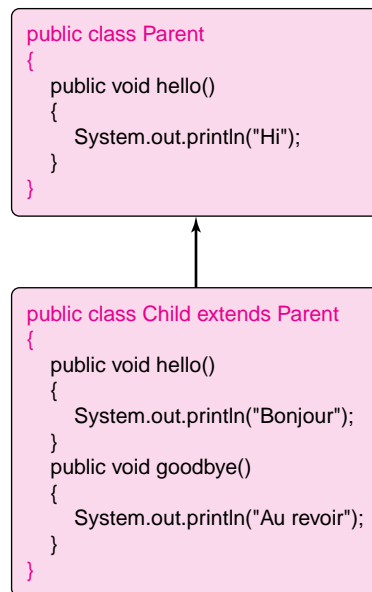 public class Parent
{
public void hello()
{
System.out.println("Hi");
}
}
public class Child extends Parent
{
public void hello()
{
System.out.println("Bonjour");
}
public void goodbye()
{
System.out.println("Au revoir");
}
}